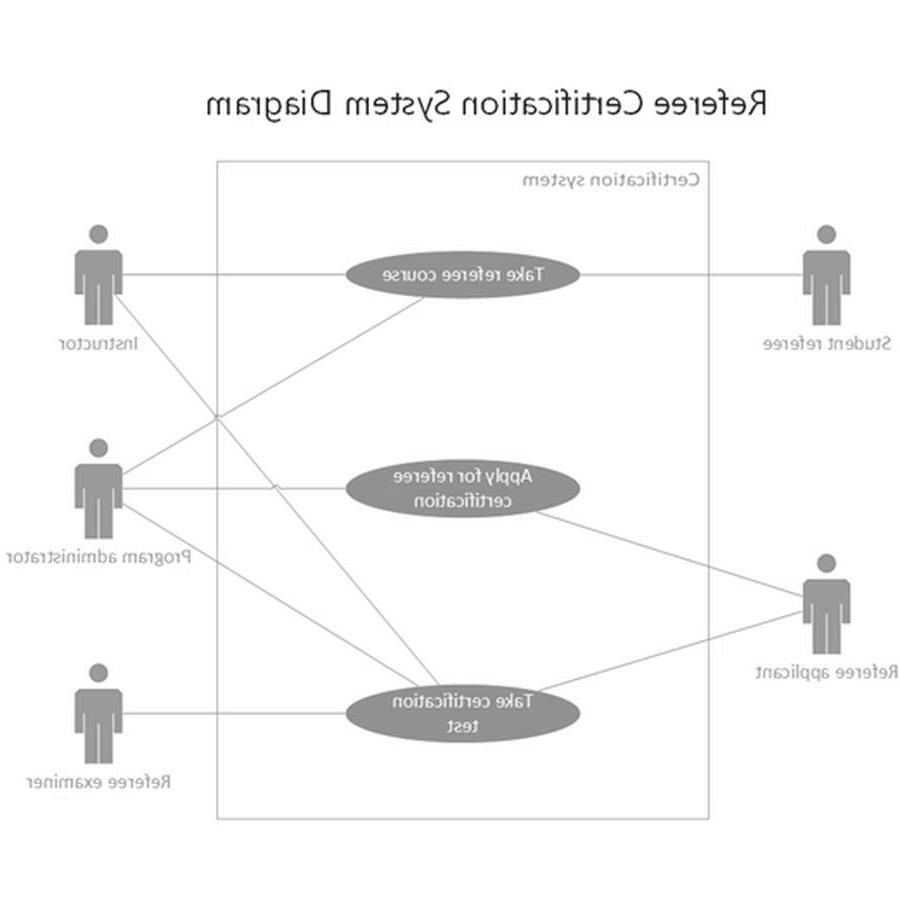 Referee Certification System Diagram
Certification system
Take referee course
Student referee
Instructor
Apply for referee
certification
Program administrator
Referee applicant
Take certification
test
Referee examiner